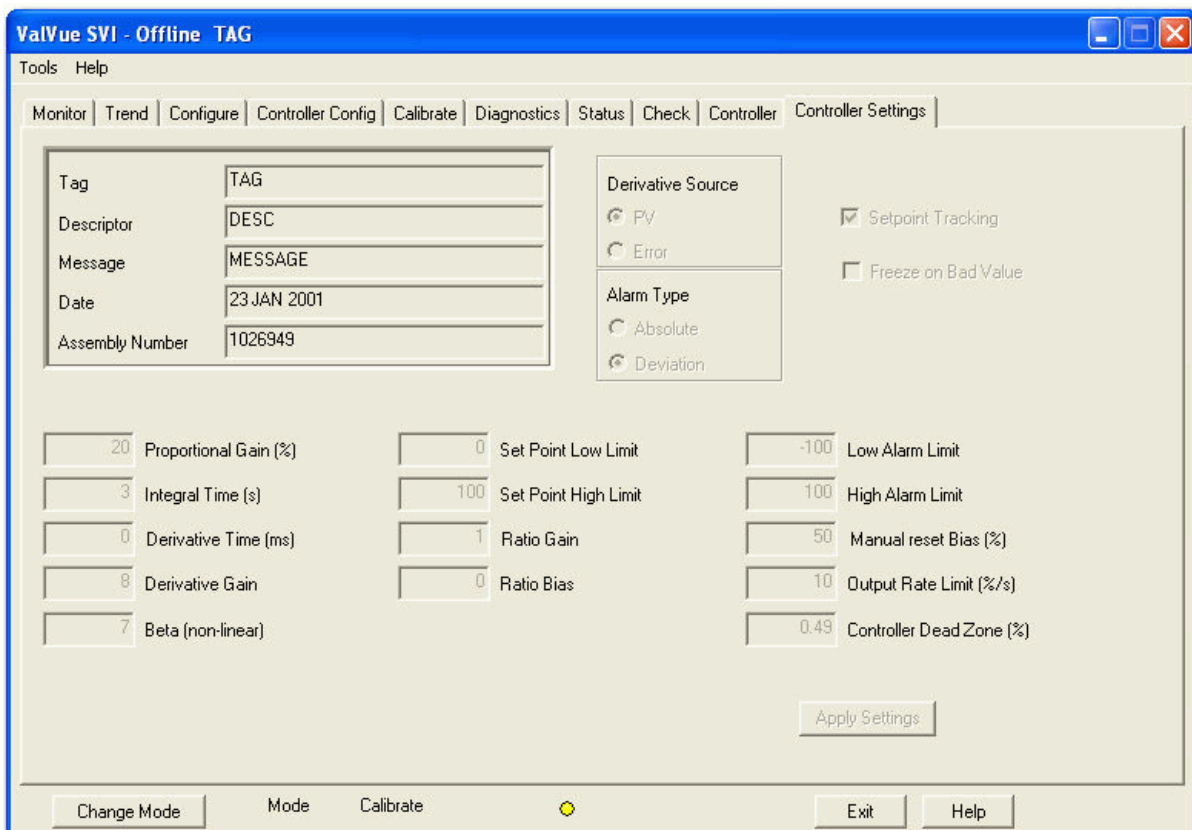 ValVue SVI - Offline TAG
Tools Help
Monitor Trend Configure Controller Config Calibrate Diagnostics Status Check Controller Controller Settings
Tag TAG
Descriptor DESC
Message MESSAGE
Date 23 JAN 2001
Assembly Number 1026949
Derivative Source
PV
Error
Alarm Type
Absolute
Deviation
Setpoint Tracking
Freeze on Bad Value
20 Proportional Gain (%)
3 Integral Time (s)
0 Derivative Time (ms)
8 Derivative Gain
7 Beta (non-linear)
0 Set Point Low Limit
100 Set Point High Limit
1 Ratio Gain
0 Ratio Bias
-100 Low Alarm Limit
100 High Alarm Limit
50 Manual reset Bias (%)
10 Output Rate Limit (%/s)
0.49 Controller Dead Zone (%)
Apply Settings
Change Mode Mode Calibrate Exit Help